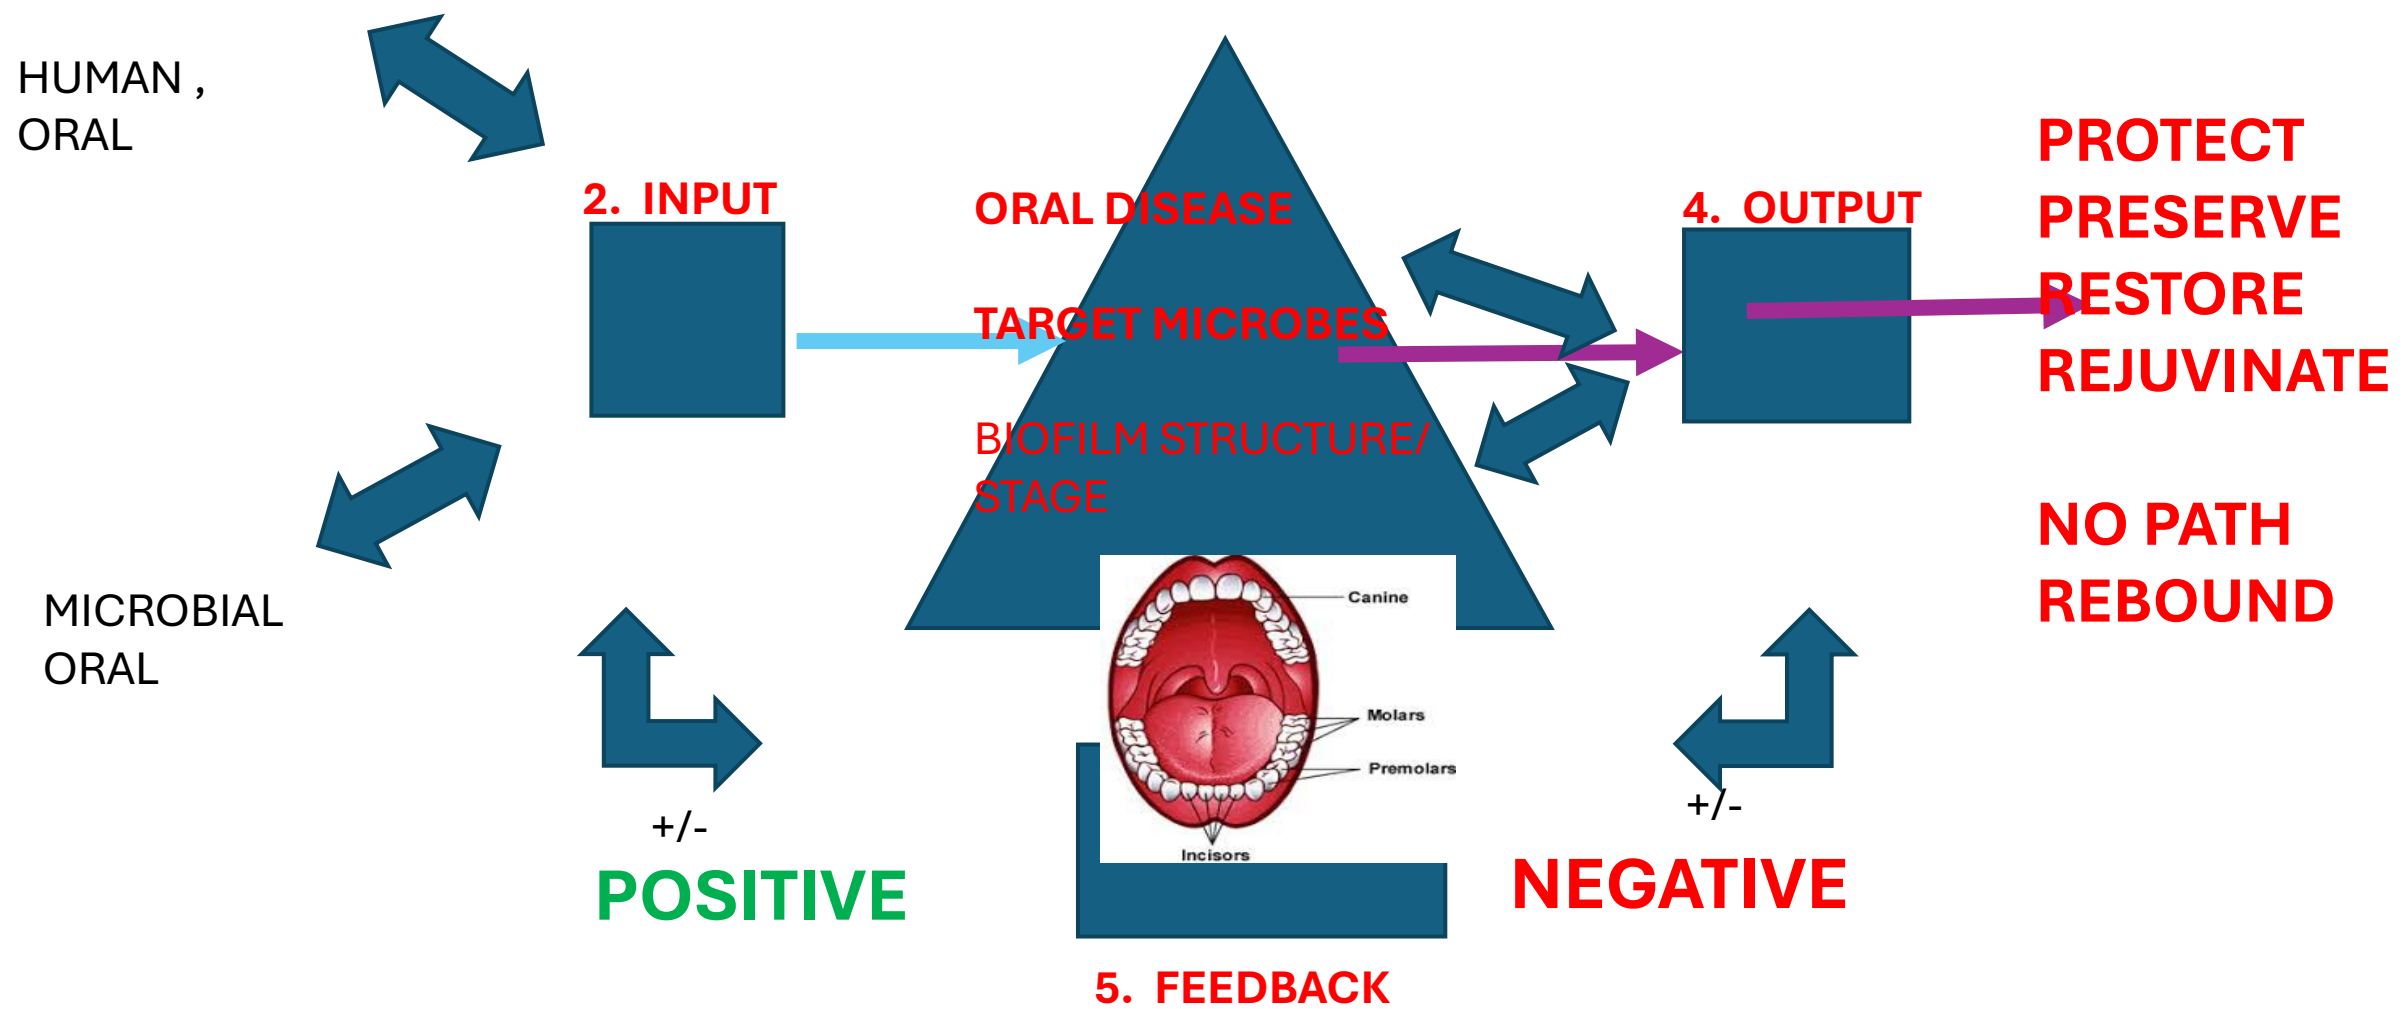 HUMAN ,
ORAL
MICROBIAL
ORAL
2. INPUT
ORAL DISEASE
TARGET MICROBES
BIOFILM STRUCTURE/
STAGE
4. OUTPUT
PROTECT
PRESERVE
RESTORE
REJUVINATE
NO PATH
REBOUND
Canine
Molars
Premolars
Incisors
+/-
POSITIVE
+/-
NEGATIVE
5. FEEDBACK